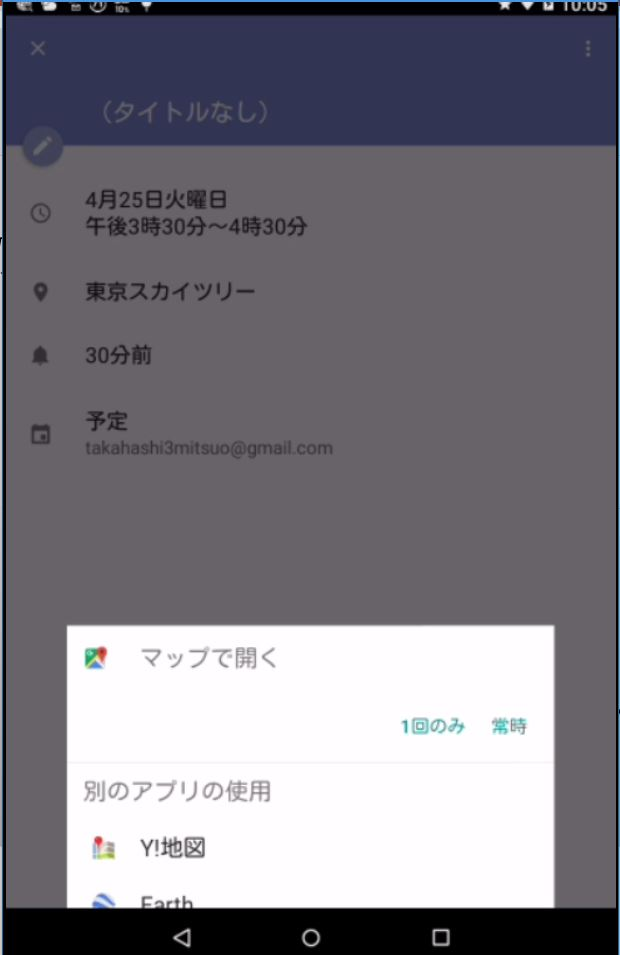 10:05
（タイトルなし）
4月25日火曜日
午後3時30分～4時30分
東京スカイツリー
30分前
予定
takahashi3mitsuo@gmail.com
マップで開く
1回のみ 常時
別のアプリの使用
Y!地図
Earth